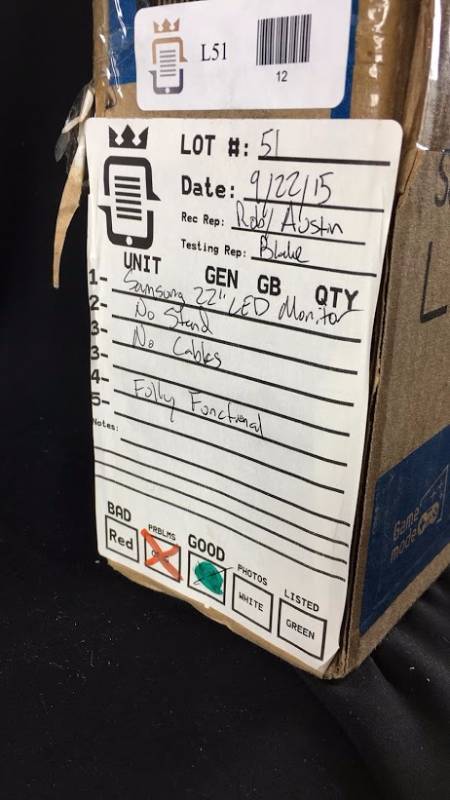 L51
12
LOT #: 51
Date: 9/22/15
Rec Rep: Rob/Austin
Testing Rep: Blake
UNIT GEN GB QTY
1- Samsung 22" LED Monitor
2- No Stand
3- No Cables
3-
4- Fully Functional
5-
Notes:
BAD PRBLMS GOOD PHOTOS LISTED
Red WHITE GREEN
Game
mode